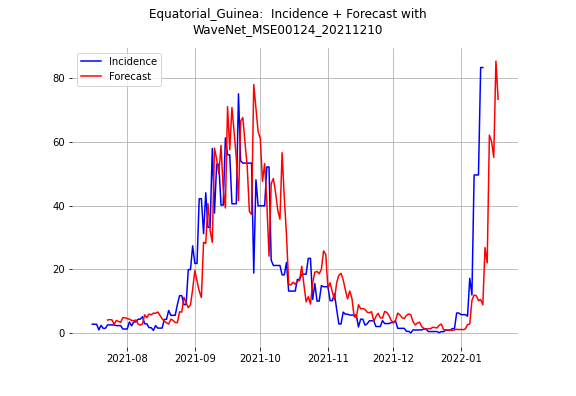 Equatorial_Guinea:  Incidence + Forecast with
WaveNet_MSE00124_20211210
Incidence
Forecast
80
60
40
20
0
2021-08 2021-09 2021-10 2021-11 2021-12 2022-01